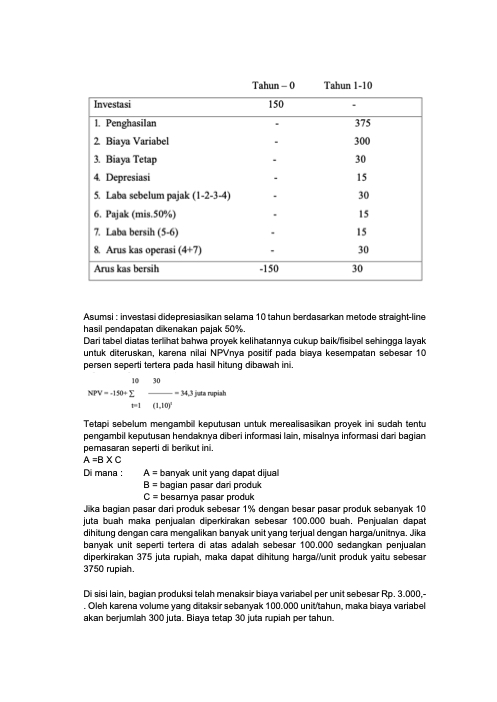 Tahun – 0 Tahun 1-10
Investasi 150 -
1. Penghasilan - 375
2. Biaya Variabel - 300
3. Biaya Tetap - 30
4. Depresiasi - 15
5. Laba sebelum pajak (1-2-3-4) - 30
6. Pajak (mis.50%) - 15
7. Laba bersih (5-6) - 15
8. Arus kas operasi (4+7) - 30
Arus kas bersih -150 30
Asumsi : investasi didepresiasikan selama 10 tahun berdasarkan metode straight-line
hasil pendapatan dikenakan pajak 50%.
Dari tabel diatas terlihat bahwa proyek kelihatannya cukup baik/fisibel sehingga layak
untuk diteruskan, karena nilai NPVnya positif pada biaya kesempatan sebesar 10
persen seperti tertera pada hasil hitung dibawah ini.
10 30
NPV = -150+ Σ ——— = 34,3 juta rupiah
t=1 (1,10)ᵗ
Tetapi sebelum mengambil keputusan untuk merealisasikan proyek ini sudah tentu
pengambil keputusan hendaknya diberi informasi lain, misalnya informasi dari bagian
pemasaran seperti di berikut ini.
A =B X C
Di mana : A = banyak unit yang dapat dijual
B = bagian pasar dari produk
C = besarnya pasar produk
Jika bagian pasar dari produk sebesar 1% dengan besar pasar produk sebanyak 10
juta buah maka penjualan diperkirakan sebesar 100.000 buah. Penjualan dapat
dihitung dengan cara mengalikan banyak unit yang terjual dengan harga/unitnya. Jika
banyak unit seperti tertera di atas adalah sebesar 100.000 sedangkan penjualan
diperkirakan 375 juta rupiah, maka dapat dihitung harga//unit produk yaitu sebesar
3750 rupiah.
Di sisi lain, bagian produksi telah menaksir biaya variabel per unit sebesar Rp. 3.000,-
. Oleh karena volume yang ditaksir sebanyak 100.000 unit/tahun, maka biaya variabel
akan berjumlah 300 juta. Biaya tetap 30 juta rupiah per tahun.